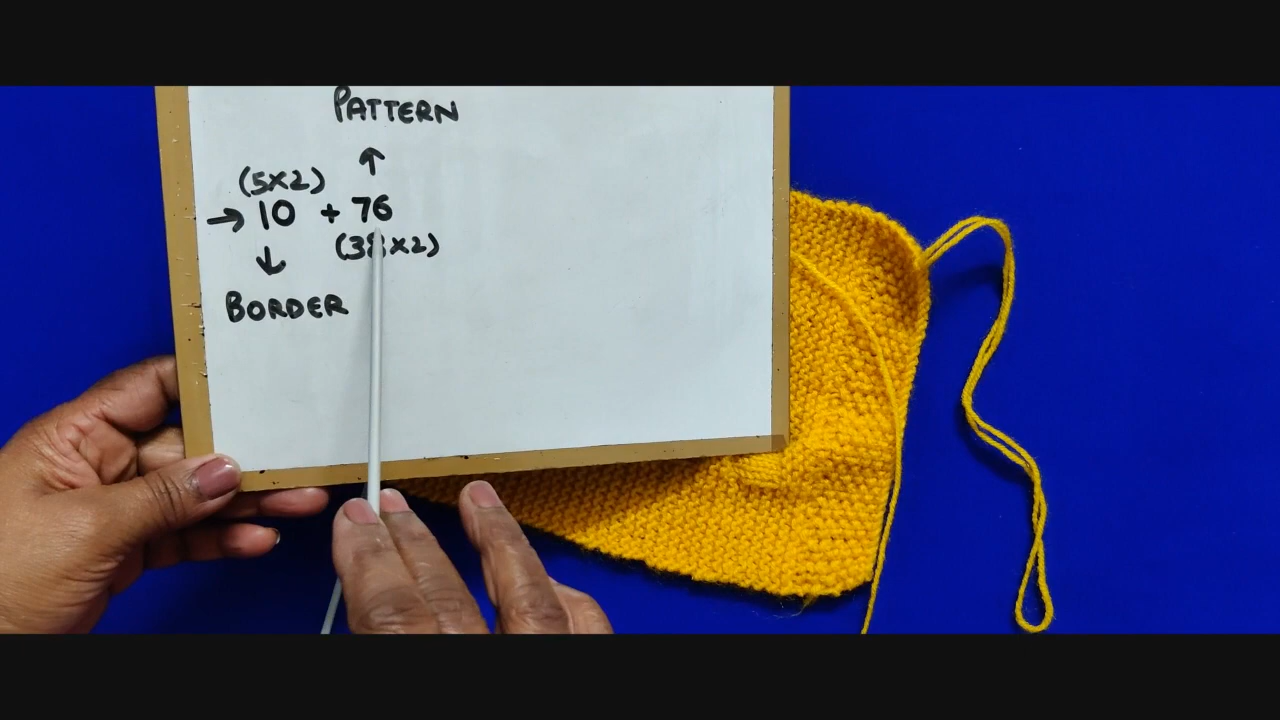 PATTERN
↑
(5x2)
→ 10 + 76
↓ (38x2)
BORDER